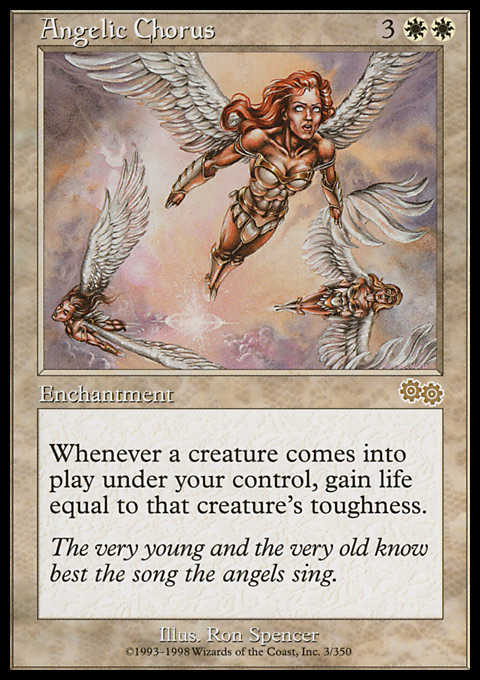 Angelic Chorus 3
Enchantment
Whenever a creature comes into
play under your control, gain life
equal to that creature's toughness.
The very young and the very old know
best the song the angels sing.
Illus. Ron Spencer
©1993–1998 Wizards of the Coast, Inc. 3/350